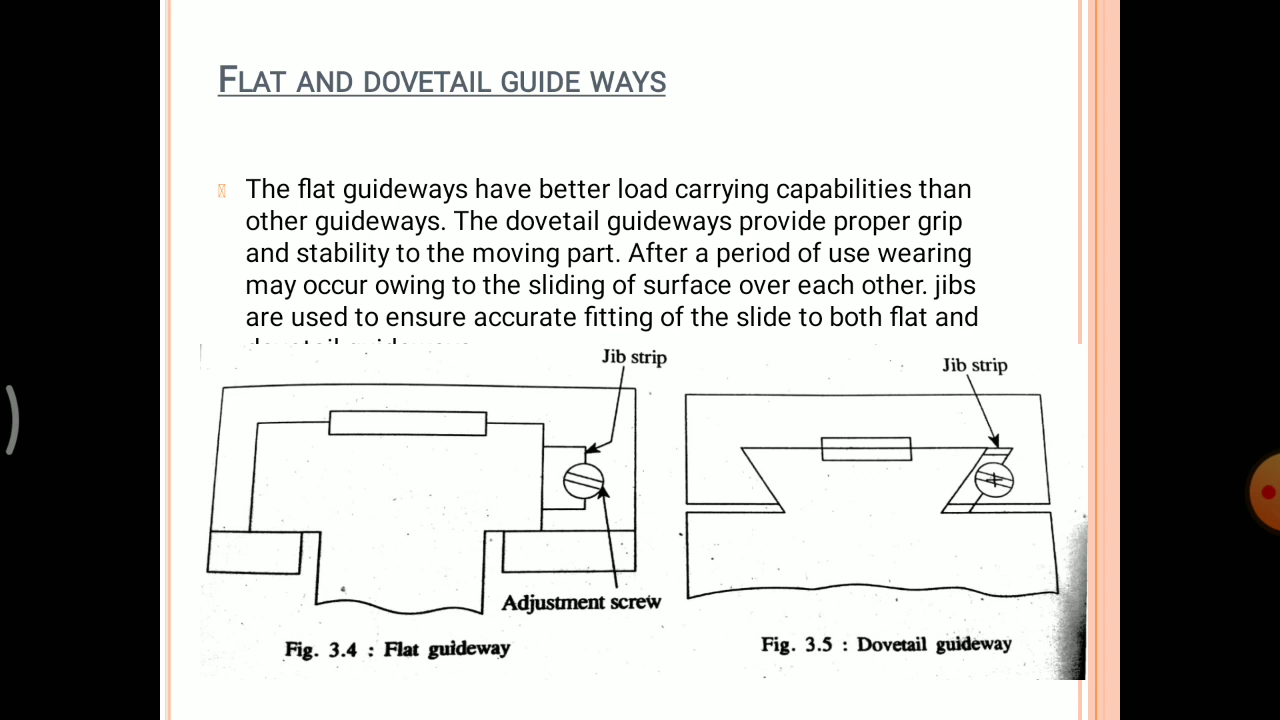 FLAT AND DOVETAIL GUIDE WAYS
The flat guideways have better load carrying capabilities than
other guideways. The dovetail guideways provide proper grip
and stability to the moving part. After a period of use wearing
may occur owing to the sliding of surface over each other. jibs
are used to ensure accurate fitting of the slide to both flat and
Jib strip
Jib strip
Adjustment screw
Fig. 3.4 : Flat guideway
Fig. 3.5 : Dovetail guideway